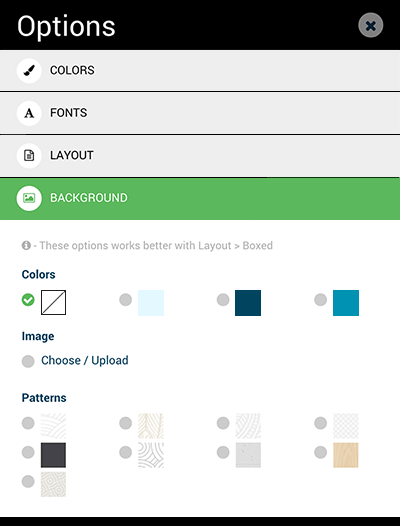 Options
COLORS
FONTS
LAYOUT
BACKGROUND
- These options works better with Layout > Boxed
Colors
Image
Choose / Upload
Patterns